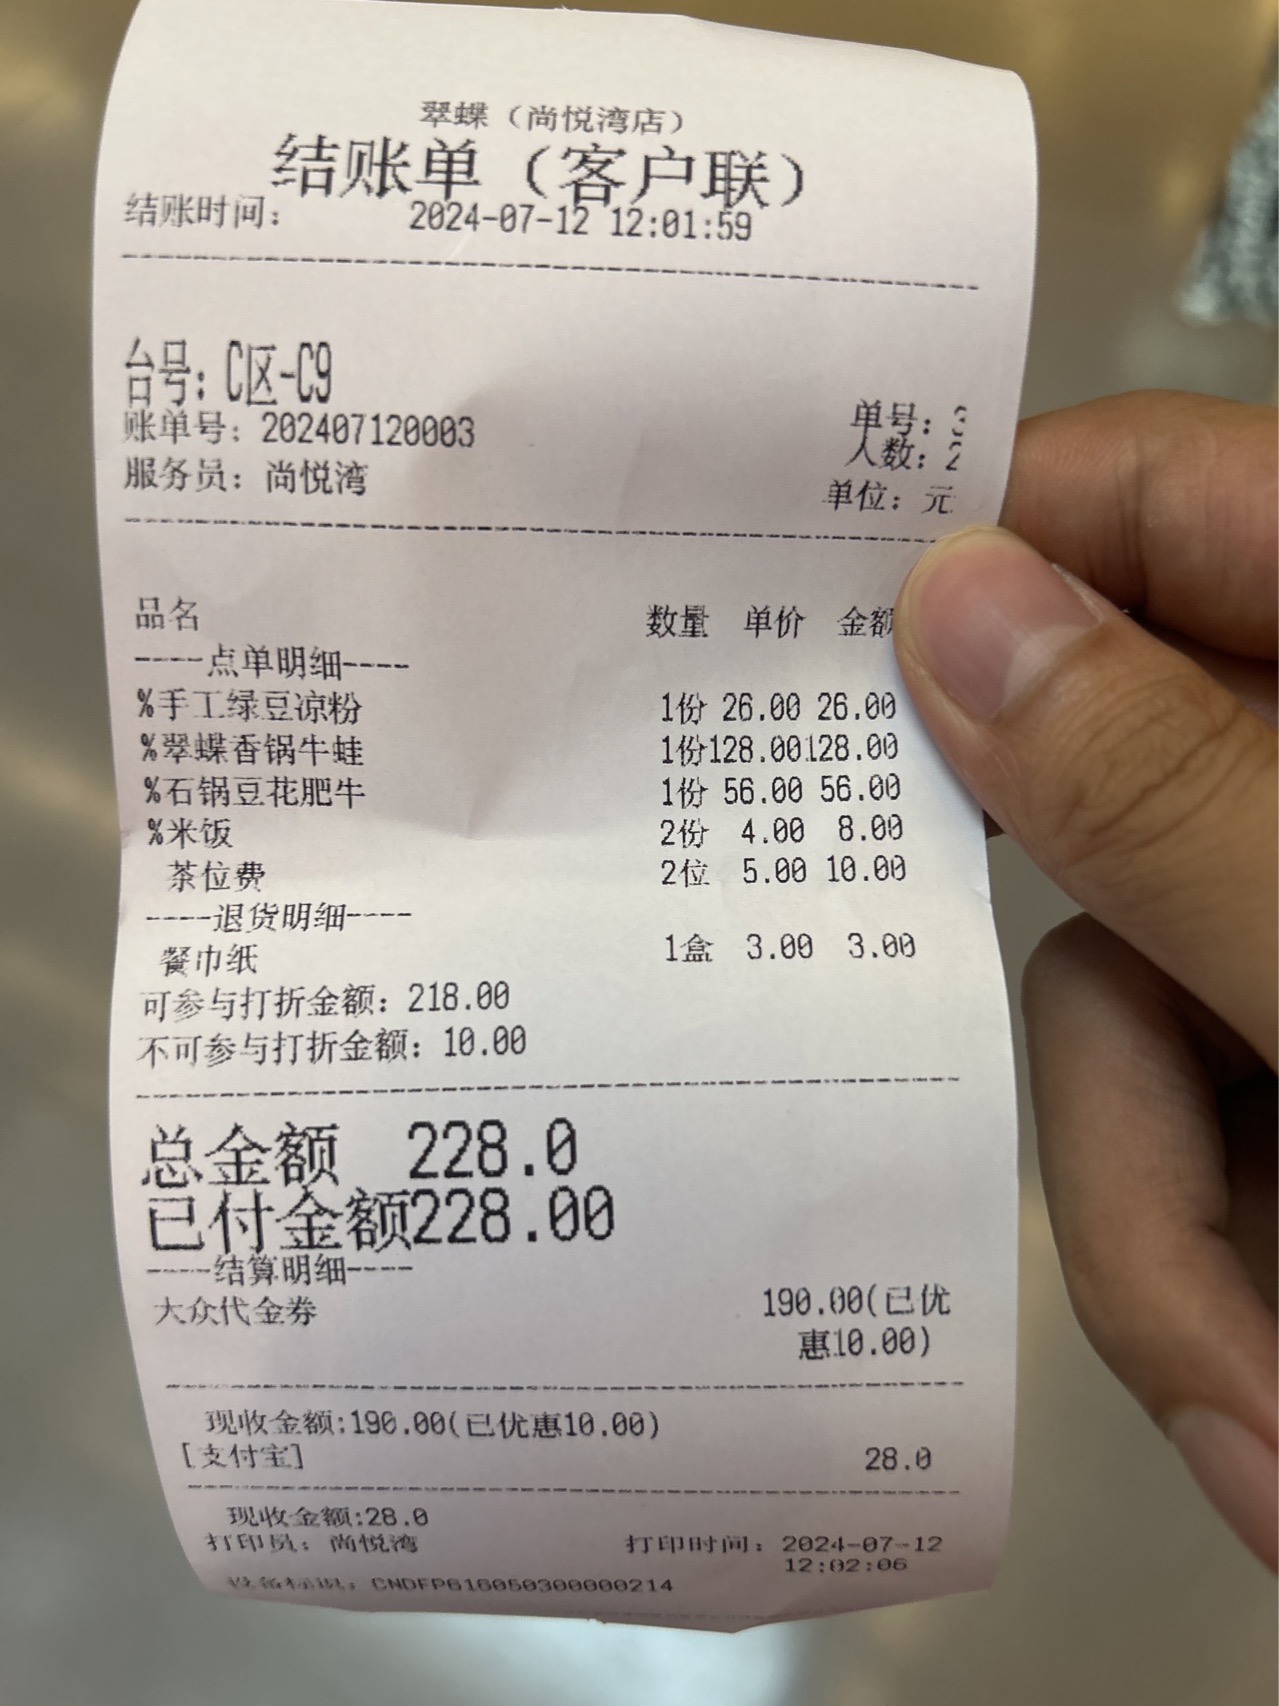 翠蝶（尚悦湾店）
结账单（客户联）
结账时间： 2024-07-12 12:01:59
台号：C区-C9
账单号：202407120003 单号：3
人数：2
服务员：尚悦湾 单位：元
品名 数量 单价 金额
----点单明细----
%手工绿豆凉粉 1份 26.00 26.00
%翠蝶香锅牛蛙 1份128.00128.00
%石锅豆花肥牛 1份 56.00 56.00
%米饭 2份 4.00 8.00
茶位费 2位 5.00 10.00
----退货明细----
餐巾纸 1盒 3.00 3.00
可参与打折金额：218.00
不可参与打折金额：10.00
总金额 228.0
已付金额228.00
----结算明细----
大众代金券 190.00(已优
惠10.00)
现收金额:190.00(已优惠10.00)
[支付宝] 28.0
现收金额:28.0
打印员：尚悦湾 打印时间：2024-07-12
12:02:06
设备标识：CNDFP616050300000214